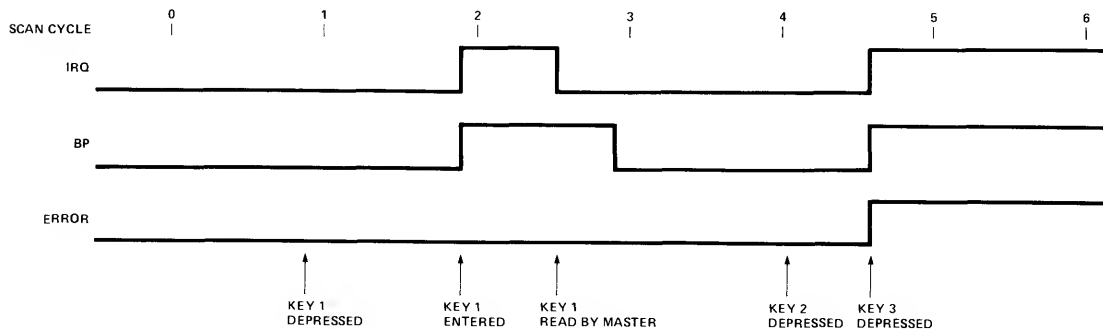 0 1 2 3 4 5 6
SCAN CYCLE
IRQ
BP
ERROR
KEY 1 KEY 1 KEY 1 KEY 2 KEY 3
DEPRESSED ENTERED READ BY MASTER DEPRESSED DEPRESSED